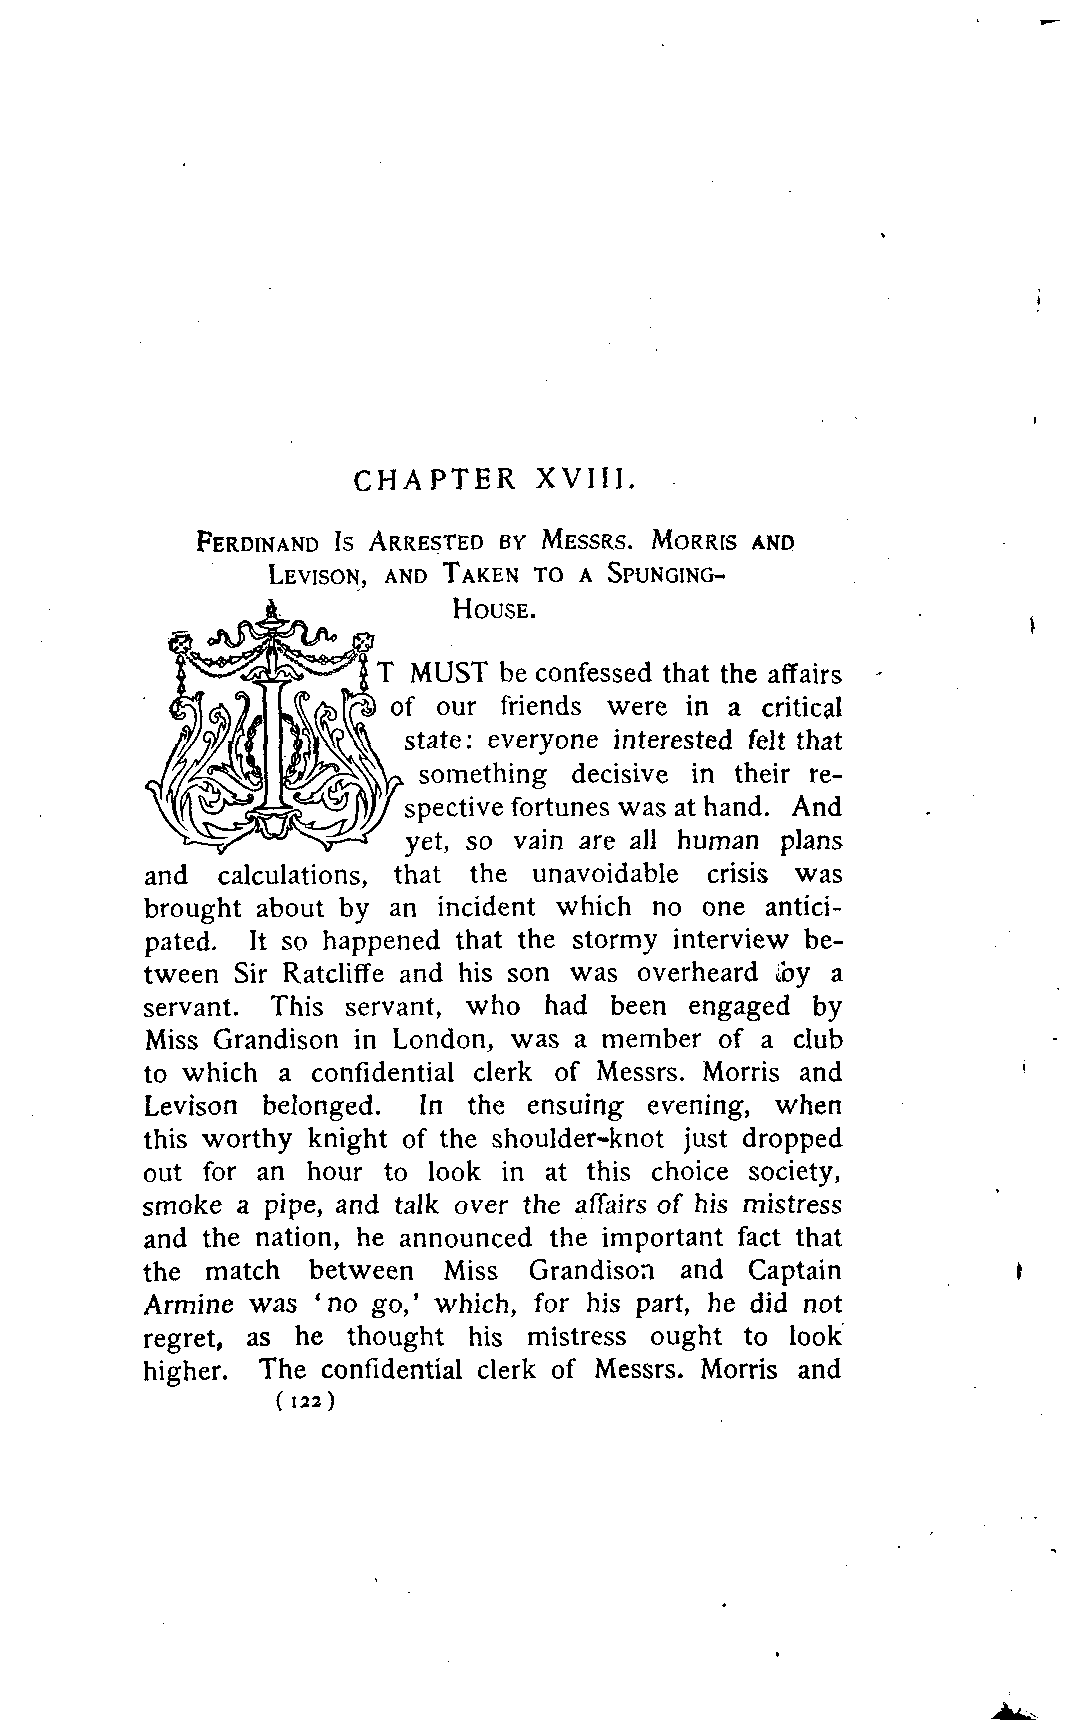 CHAPTER XVIII.
FERDINAND IS ARRESTED BY MESSRS. MORRIS AND
LEVISON, AND TAKEN TO A SPUNGING-
HOUSE.
IT MUST be confessed that the affairs
of our friends were in a critical
state: everyone interested felt that
something decisive in their re-
spective fortunes was at hand. And
yet, so vain are all human plans
and calculations, that the unavoidable crisis was
brought about by an incident which no one antici-
pated. It so happened that the stormy interview be-
tween Sir Ratcliffe and his son was overheard by a
servant. This servant, who had been engaged by
Miss Grandison in London, was a member of a club
to which a confidential clerk of Messrs. Morris and
Levison belonged. In the ensuing evening, when
this worthy knight of the shoulder-knot just dropped
out for an hour to look in at this choice society,
smoke a pipe, and talk over the affairs of his mistress
and the nation, he announced the important fact that
the match between Miss Grandison and Captain
Armine was ‘no go,’ which, for his part, he did not
regret, as he thought his mistress ought to look
higher. The confidential clerk of Messrs. Morris and
(122)